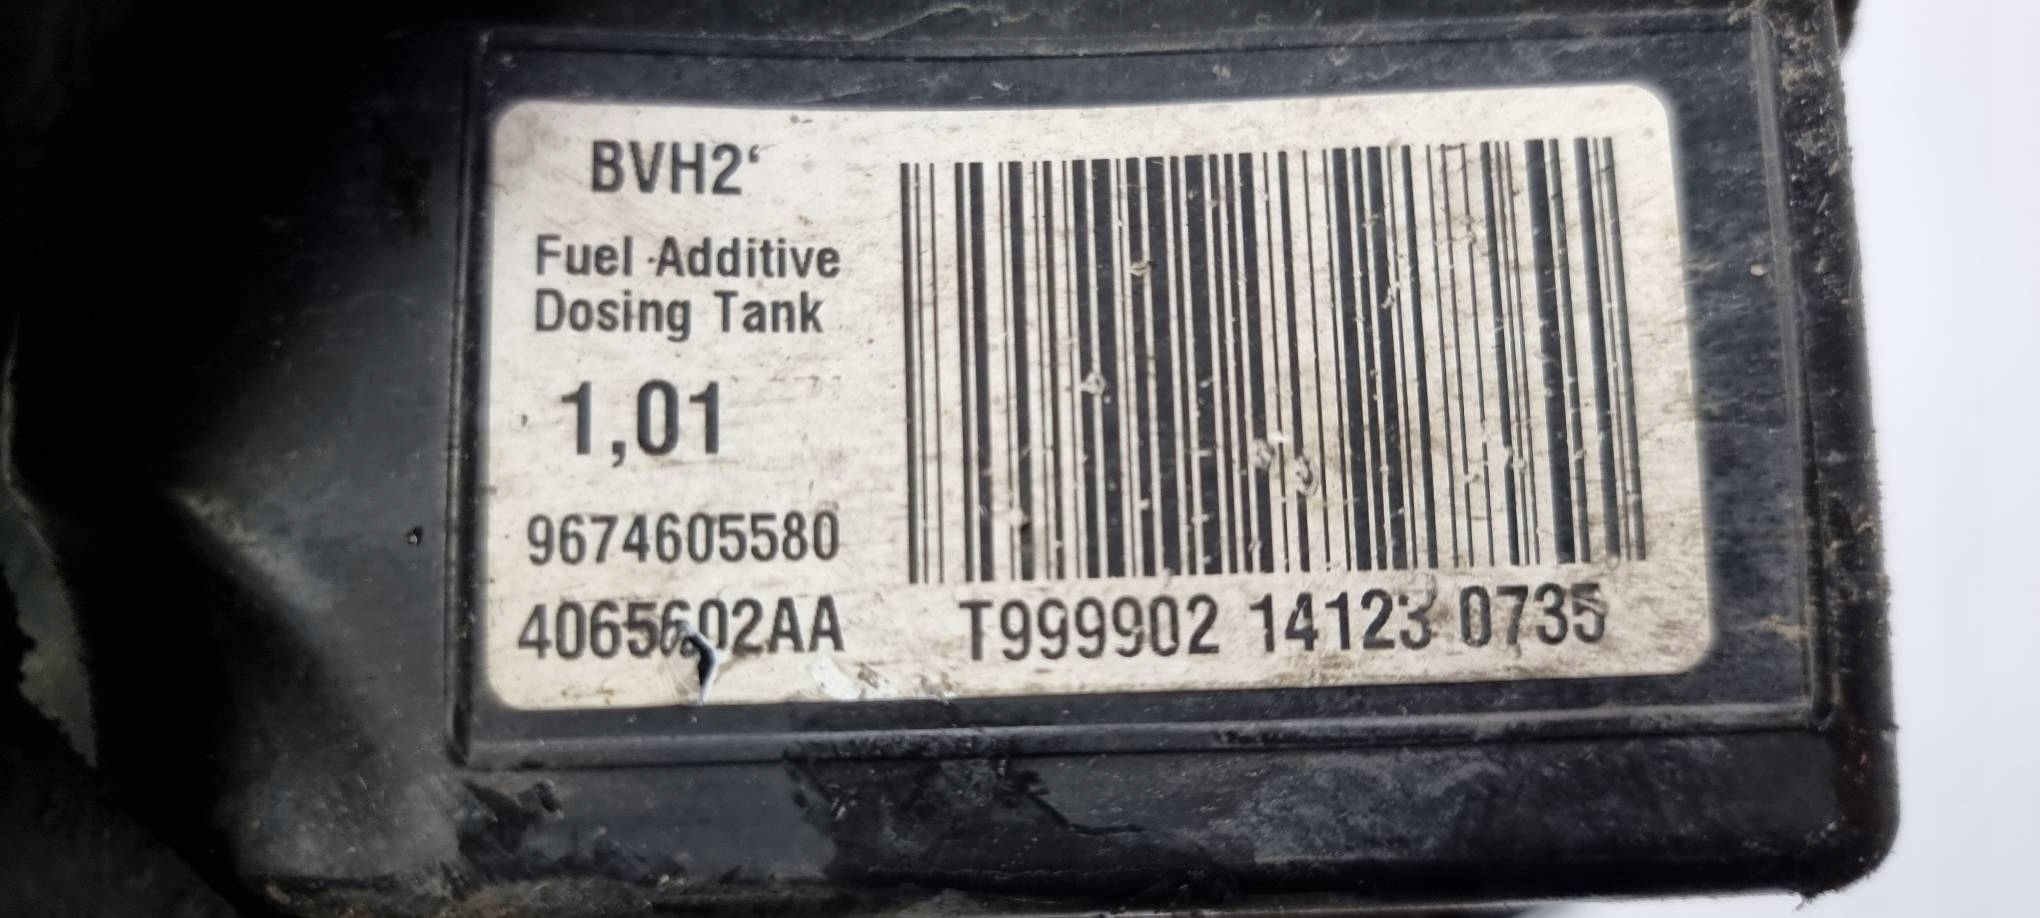 BVH2‘
Fuel Additive
Dosing Tank
1,01
9674605580
4065602AA
T999902 14123 0735